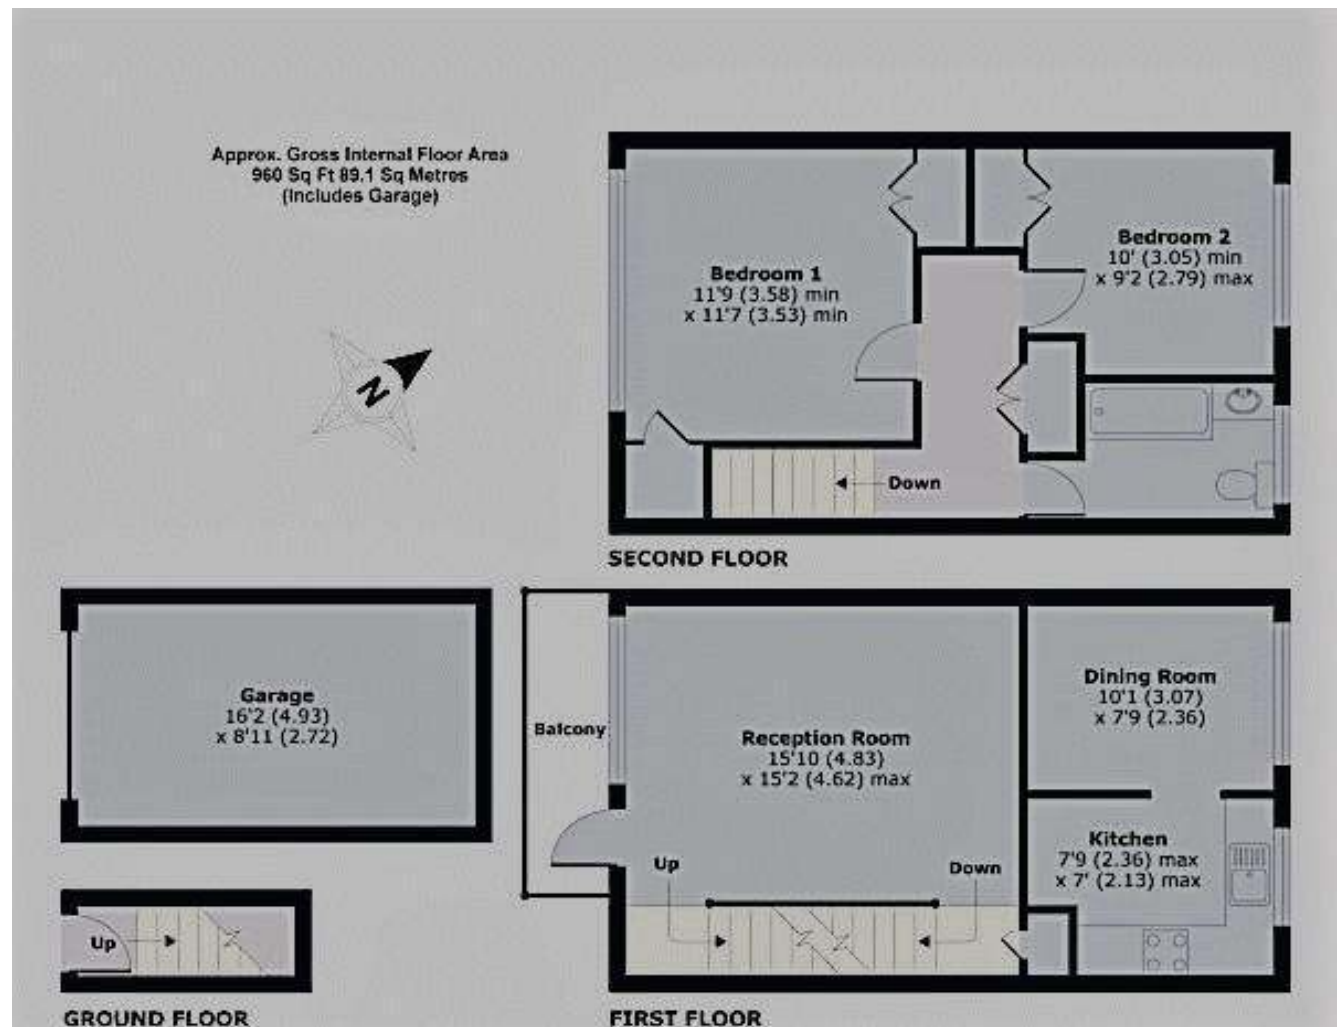 Approx. Gross Internal Floor Area
960 Sq Ft 89.1 Sq Metres
(Includes Garage)
N
Bedroom 1
11'9 (3.58) min
x 11'7 (3.53) min
Bedroom 2
10' (3.05) min
x 9'2 (2.79) max
Down
SECOND FLOOR
Garage
16'2 (4.93)
x 8'11 (2.72)
Up
GROUND FLOOR
Balcony
Reception Room
15'10 (4.83)
x 15'2 (4.62) max
Up
Down
Dining Room
10'1 (3.07)
x 7'9 (2.36)
Kitchen
7'9 (2.36) max
x 7' (2.13) max
FIRST FLOOR